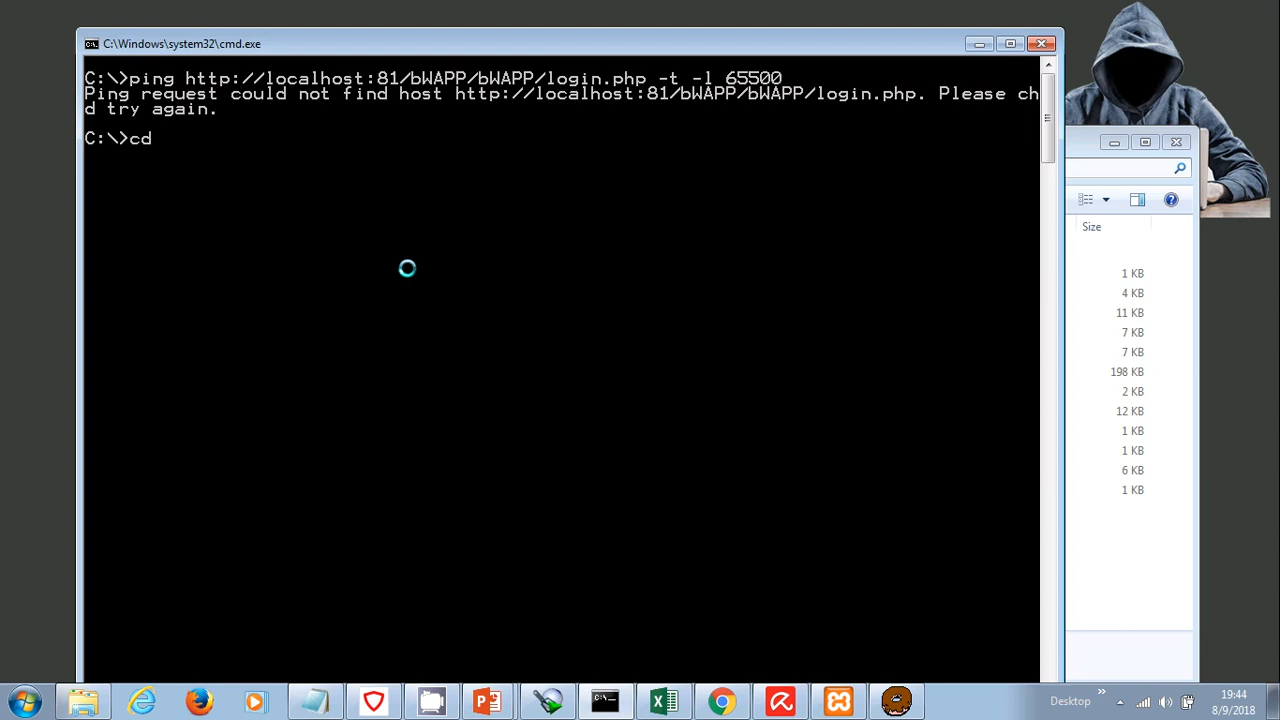 C:\Windows\system32\cmd.exe
C:\>ping http://localhost:81/bWAPP/bWAPP/login.php -t -l 65500
Ping request could not find host http://localhost:81/bWAPP/bWAPP/login.php. Please ch
d try again.
C:\>cd
Size
1 KB
4 KB
11 KB
7 KB
7 KB
198 KB
2 KB
12 KB
1 KB
1 KB
6 KB
1 KB
Desktop
19:44
8/9/2018